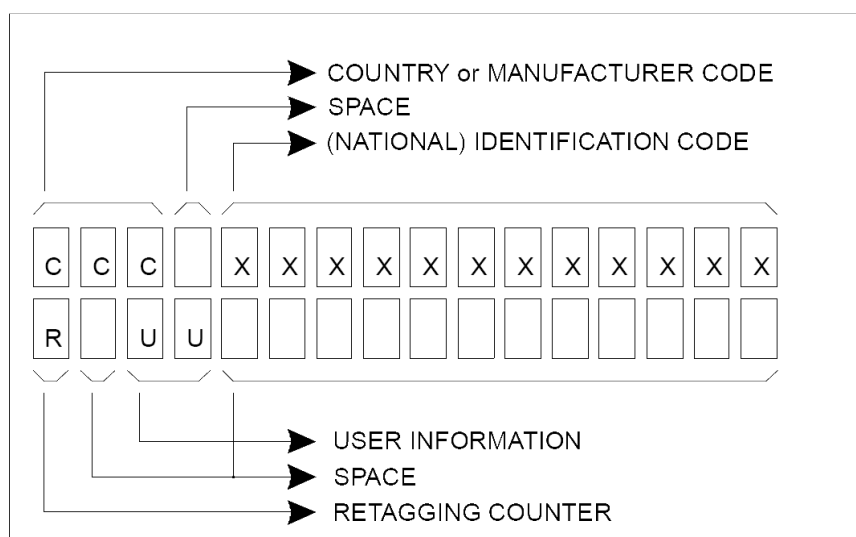 COUNTRY or MANUFACTURER CODE
SPACE
(NATIONAL) IDENTIFICATION CODE
C C C X X X X X X X X X X X X
R U U
USER INFORMATION
SPACE
RETAGGING COUNTER